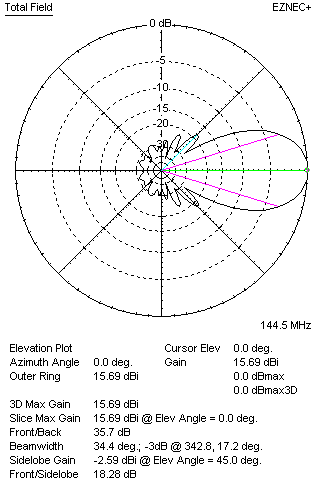 Total Field EZNEC+
0 dB
-5
-10
-15
-20
-30
144.5 MHz
Elevation Plot Cursor Elev 0.0 deg.
Azimuth Angle 0.0 deg. Gain 15.69 dBi
Outer Ring 15.69 dBi 0.0 dBmax
0.0 dBmax3D
3D Max Gain 15.69 dBi
Slice Max Gain 15.69 dBi @ Elev Angle = 0.0 deg.
Front/Back 35.7 dB
Beamwidth 34.4 deg.; -3dB @ 342.8, 17.2 deg.
Sidelobe Gain -2.59 dBi @ Elev Angle = 45.0 deg.
Front/Sidelobe 18.28 dB